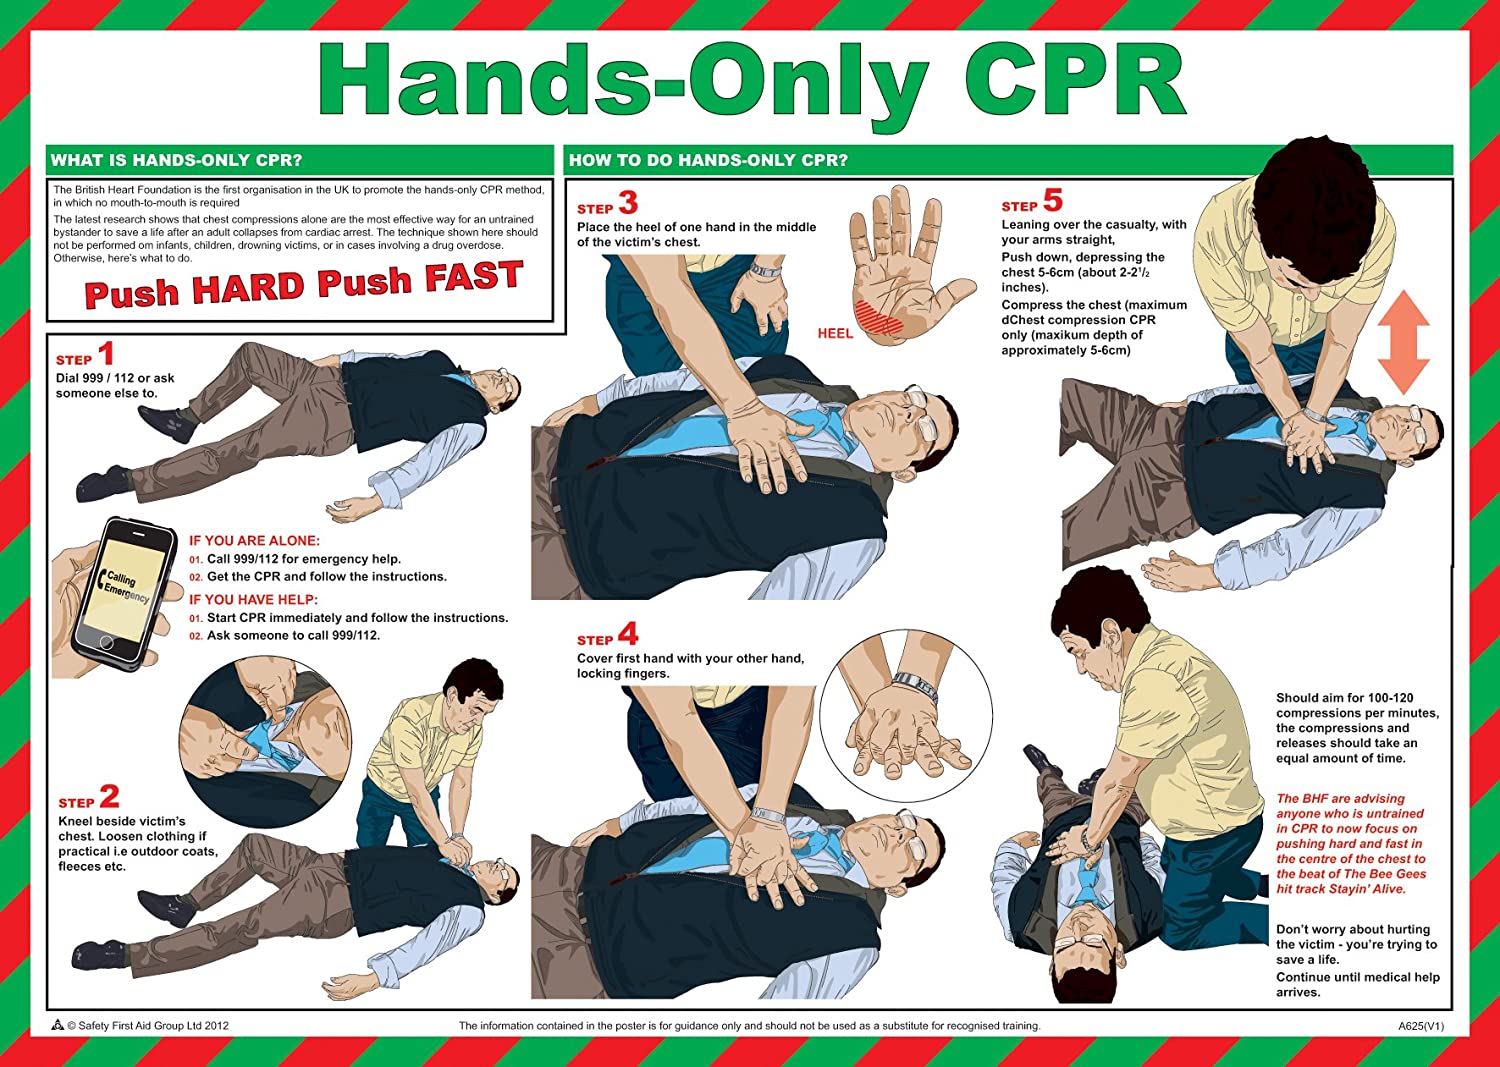 Hands-Only CPR
WHAT IS HANDS-ONLY CPR?
The British Heart Foundation is the first organisation in the UK to promote the hands-only CPR method,
in which no mouth-to-mouth is required
The latest research shows that chest compressions alone are the most effective way for an untrained
bystander to save a life after an adult collapses from cardiac arrest. The technique shown here should
not be performed om infants, children, drowning victims, or in cases involving a drug overdose.
Otherwise, here's what to do.
Push HARD Push FAST
HOW TO DO HANDS-ONLY CPR?
STEP 1
Dial 999 / 112 or ask
someone else to.
Calling
Emergency
IF YOU ARE ALONE:
01. Call 999/112 for emergency help.
02. Get the CPR and follow the instructions.
IF YOU HAVE HELP:
01. Start CPR immediately and follow the instructions.
02. Ask someone to call 999/112.
STEP 2
Kneel beside victim's
chest. Loosen clothing if
practical i.e outdoor coats,
fleeces etc.
STEP 3
Place the heel of one hand in the middle
of the victim's chest.
HEEL
STEP 4
Cover first hand with your other hand,
locking fingers.
STEP 5
Leaning over the casualty, with
your arms straight,
Push down, depressing the
chest 5-6cm (about 2-2½
inches).
Compress the chest (maximum
dChest compression CPR
only (maxikum depth of
approximately 5-6cm)
Should aim for 100-120
compressions per minutes,
the compressions and
releases should take an
equal amount of time.
The BHF are advising
anyone who is untrained
in CPR to now focus on
pushing hard and fast in
the centre of the chest to
the beat of The Bee Gees
hit track Stayin' Alive.
Don't worry about hurting
the victim - you're trying to
save a life.
Continue until medical help
arrives.
© Safety First Aid Group Ltd 2012
The information contained in the poster is for guidance only and should not be used as a substitute for recognised training.
A625(V1)